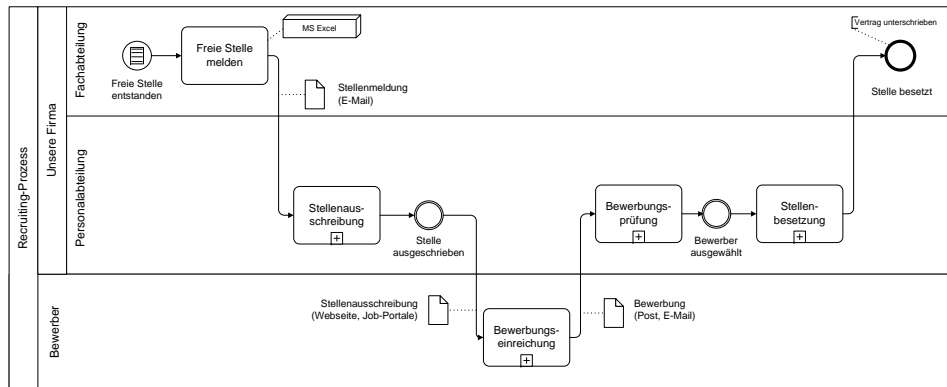 Recruiting-Prozess
Unsere Firma
Fachabteilung
Freie Stelle
entstanden
Freie Stelle
melden
MS Excel
Stellenmeldung
(E-Mail)
Vertrag unterschrieben
Stelle besetzt
Personalabteilung
Stellenaus-
schreibung
Stelle
ausgeschrieben
Bewerbungs-
prüfung
Bewerber
ausgewählt
Stellen-
besetzung
Bewerber
Stellenausschreibung
(Webseite, Job-Portale)
Bewerbungs-
einreichung
Bewerbung
(Post, E-Mail)